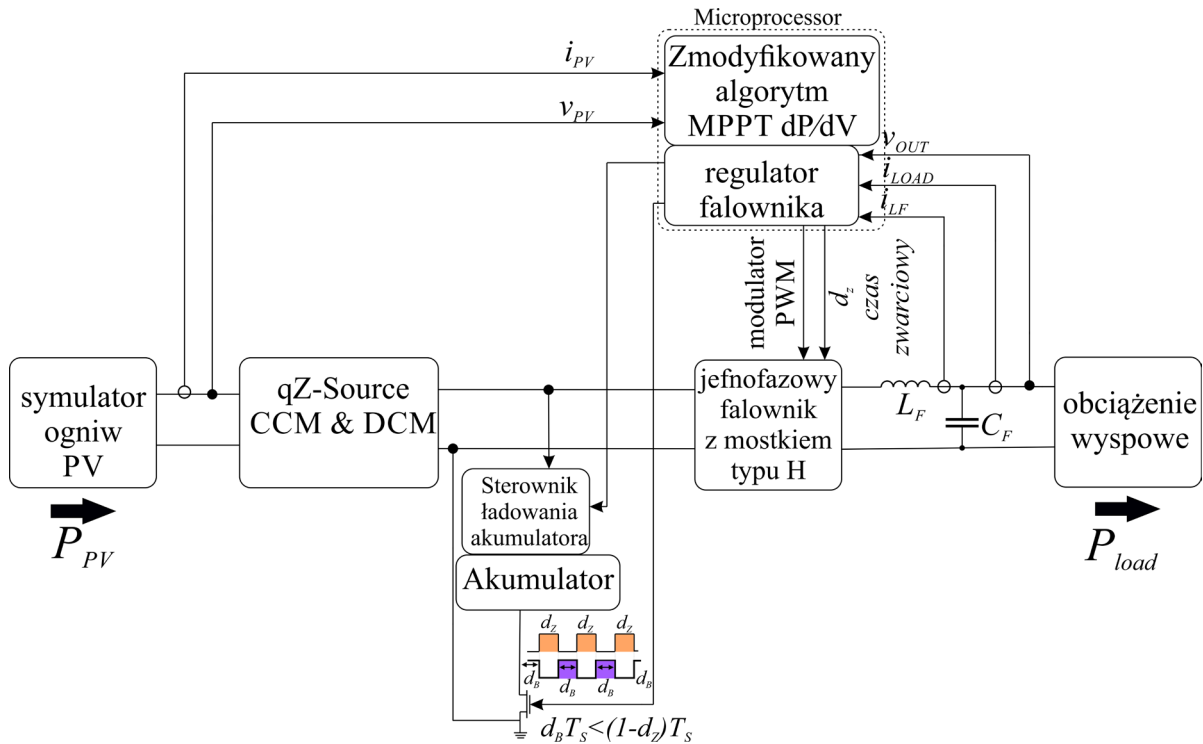 Microprocessor
Zmodyfikowany
algorytm
MPPT dP/dV
i_PV
v_PV
regulator
falownika
v_OUT
i_LOAD
i_LF
modulator
PWM
d_z
czas
zwarciowy
symulator
ogniw
PV
qZ-Source
CCM & DCM
jefnofazowy
falownik
z mostkiem
typu H
L_F
C_F
obciążenie
wyspowe
P_PV
P_load
Sterownik
ładowania
akumulatora
Akumulator
d_Z d_Z d_Z
d_B d_B d_B d_B
d_B T_S<(1-d_Z)T_S